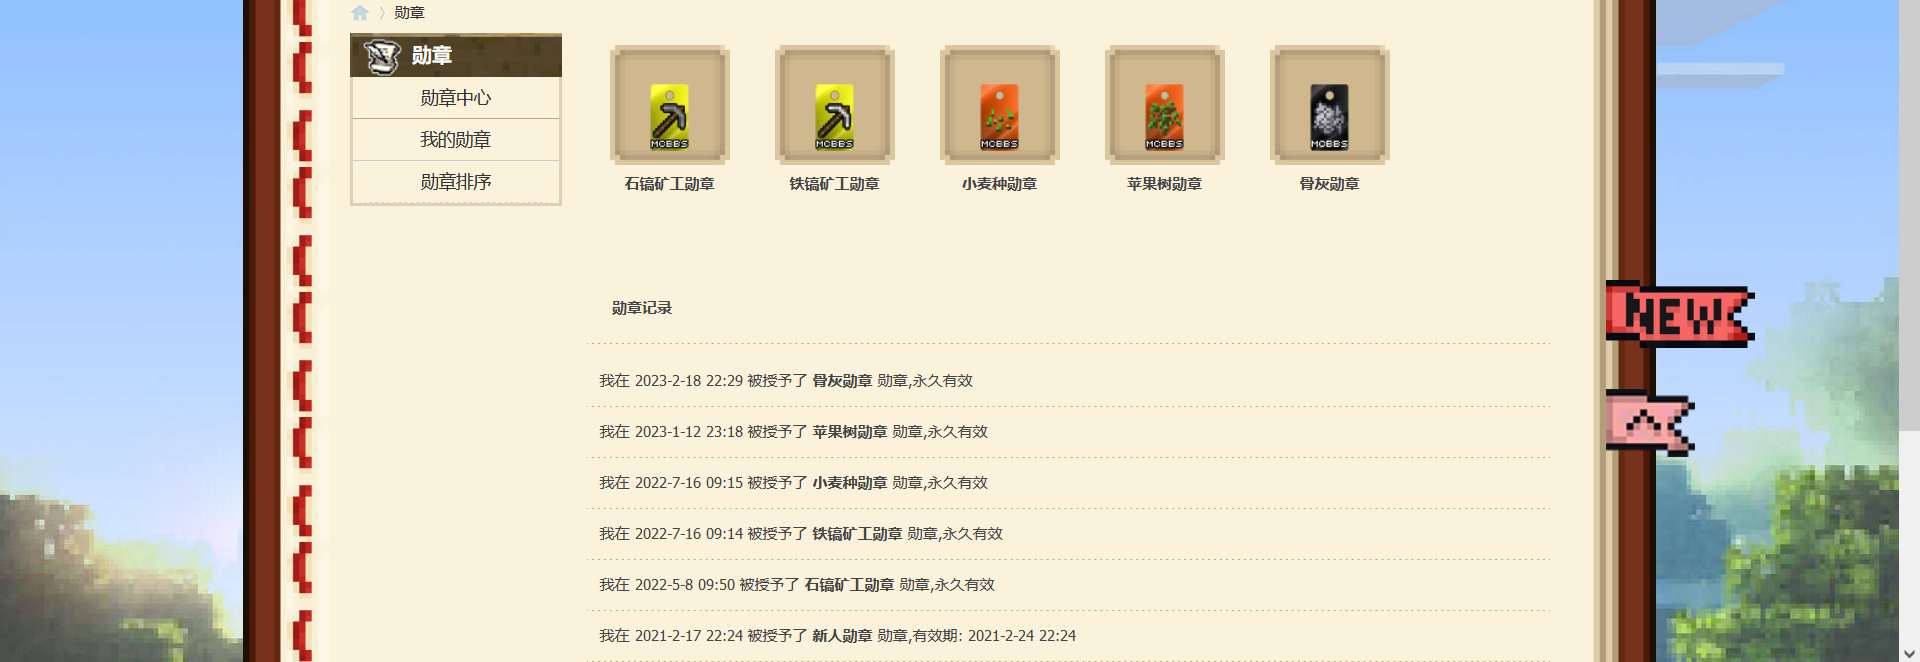 勋章
勋章
勋章中心
我的勋章
勋章排序
MCBBS
MCBBS
MCBBS
MCBBS
MCBBS
石镐矿工勋章
铁镐矿工勋章
小麦种勋章
苹果树勋章
骨灰勋章
勋章记录
我在 2023-2-18 22:29 被授予了 骨灰勋章 勋章,永久有效
我在 2023-1-12 23:18 被授予了 苹果树勋章 勋章,永久有效
我在 2022-7-16 09:15 被授予了 小麦种勋章 勋章,永久有效
我在 2022-7-16 09:14 被授予了 铁镐矿工勋章 勋章,永久有效
我在 2022-5-8 09:50 被授予了 石镐矿工勋章 勋章,永久有效
我在 2021-2-17 22:24 被授予了 新人勋章 勋章,有效期: 2021-2-24 22:24
NEW